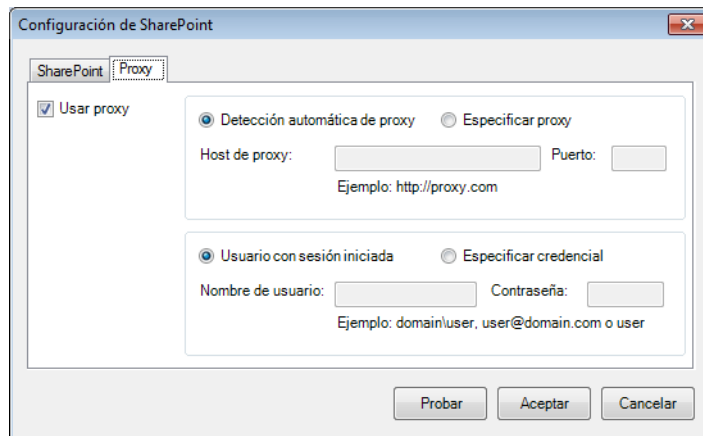 Configuración de SharePoint
SharePoint Proxy
Usar proxy
Detección automática de proxy Especificar proxy
Host de proxy: Puerto:
Ejemplo: http://proxy.com
Usuario con sesión iniciada Especificar credencial
Nombre de usuario: Contraseña:
Ejemplo: domain\user, user@domain.com o user
Probar Aceptar Cancelar